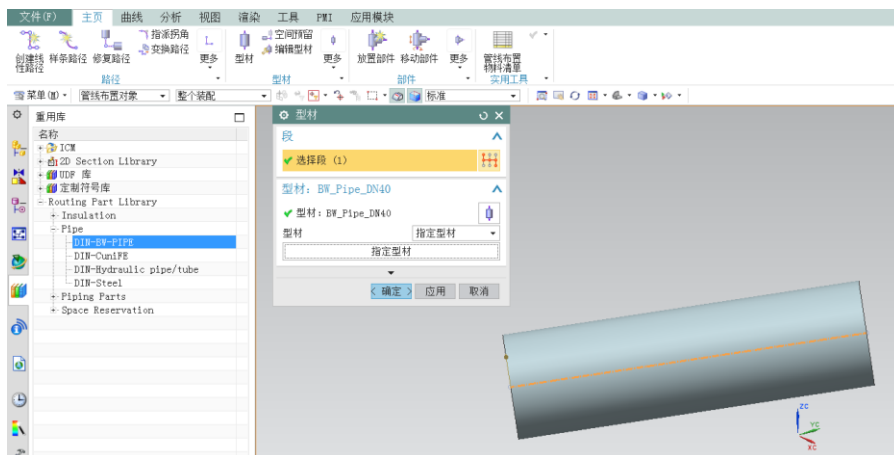 文件(F) 主页 曲线 分析 视图 渲染 工具 PMI 应用模块
创建线性路径 样条路径 修复路径 指派拐角 变换路径 更多 型材 空间预留 编辑型材 更多 放置部件 移动部件 更多 管线布置物料清单
路径 型材 部件 实用工具
菜单(M) 管线布置对象 整个装配 标准
重用库
名称
ICM
2D Section Library
UDF 库
定制符号库
Routing Part Library
Insulation
Pipe
DIN-BW-PIPE
DIN-CuniFE
DIN-Hydraulic pipe/tube
DIN-Steel
Piping Parts
Space Reservation
型材
段
选择段 (1)
型材: BW_Pipe_DN40
型材: BW_Pipe_DN40
型材 指定型材
指定型材
< 确定 > 应用 取消
ZC
YC
XC